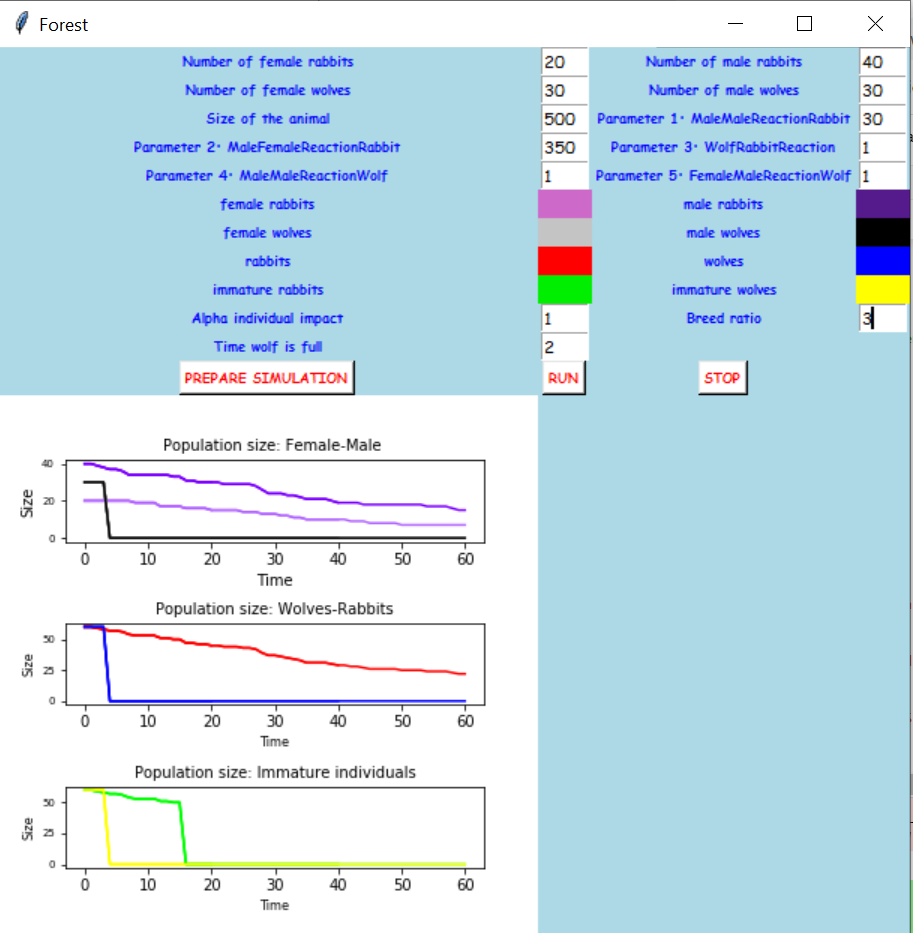 Forest
Number of female rabbits 20 Number of male rabbits 40
Number of female wolves 30 Number of male wolves 30
Size of the animal 500 Parameter 1: MaleMaleReactionRabbit 30
Parameter 2: MaleFemaleReactionRabbit 350 Parameter 3: WolfRabbitReaction 1
Parameter 4: MaleMaleReactionWolf 1 Parameter 5: FemaleMaleReactionWolf 1
female rabbits male rabbits
female wolves male wolves
rabbits wolves
immature rabbits immature wolves
Alpha individual impact 1 Breed ratio 3
Time wolf is full 2
PREPARE SIMULATION RUN STOP
Population size: Female-Male
Size
40
20
0
0 10 20 30 40 50 60
Time
Population size: Wolves-Rabbits
Size
50
25
0
0 10 20 30 40 50 60
Time
Population size: Immature individuals
Size
50
25
0
0 10 20 30 40 50 60
Time